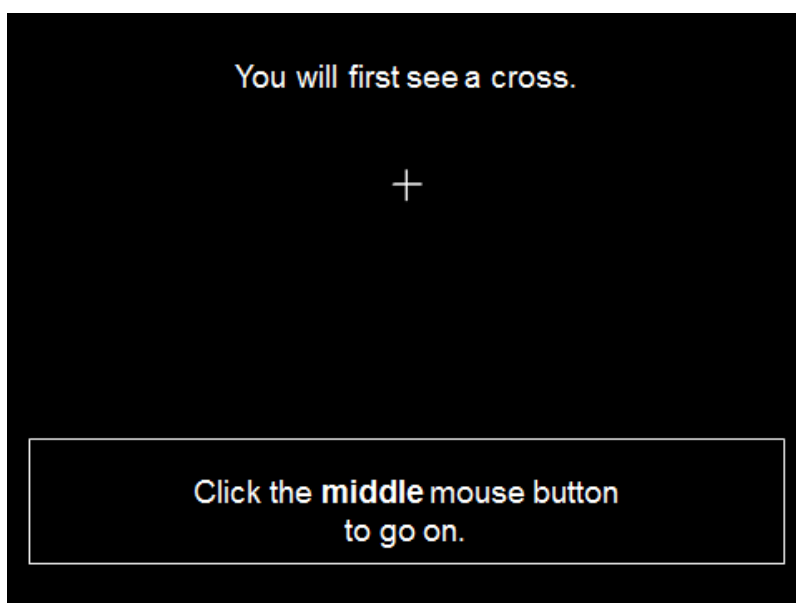 You will first see a cross.
Click the middle mouse button
to go on.